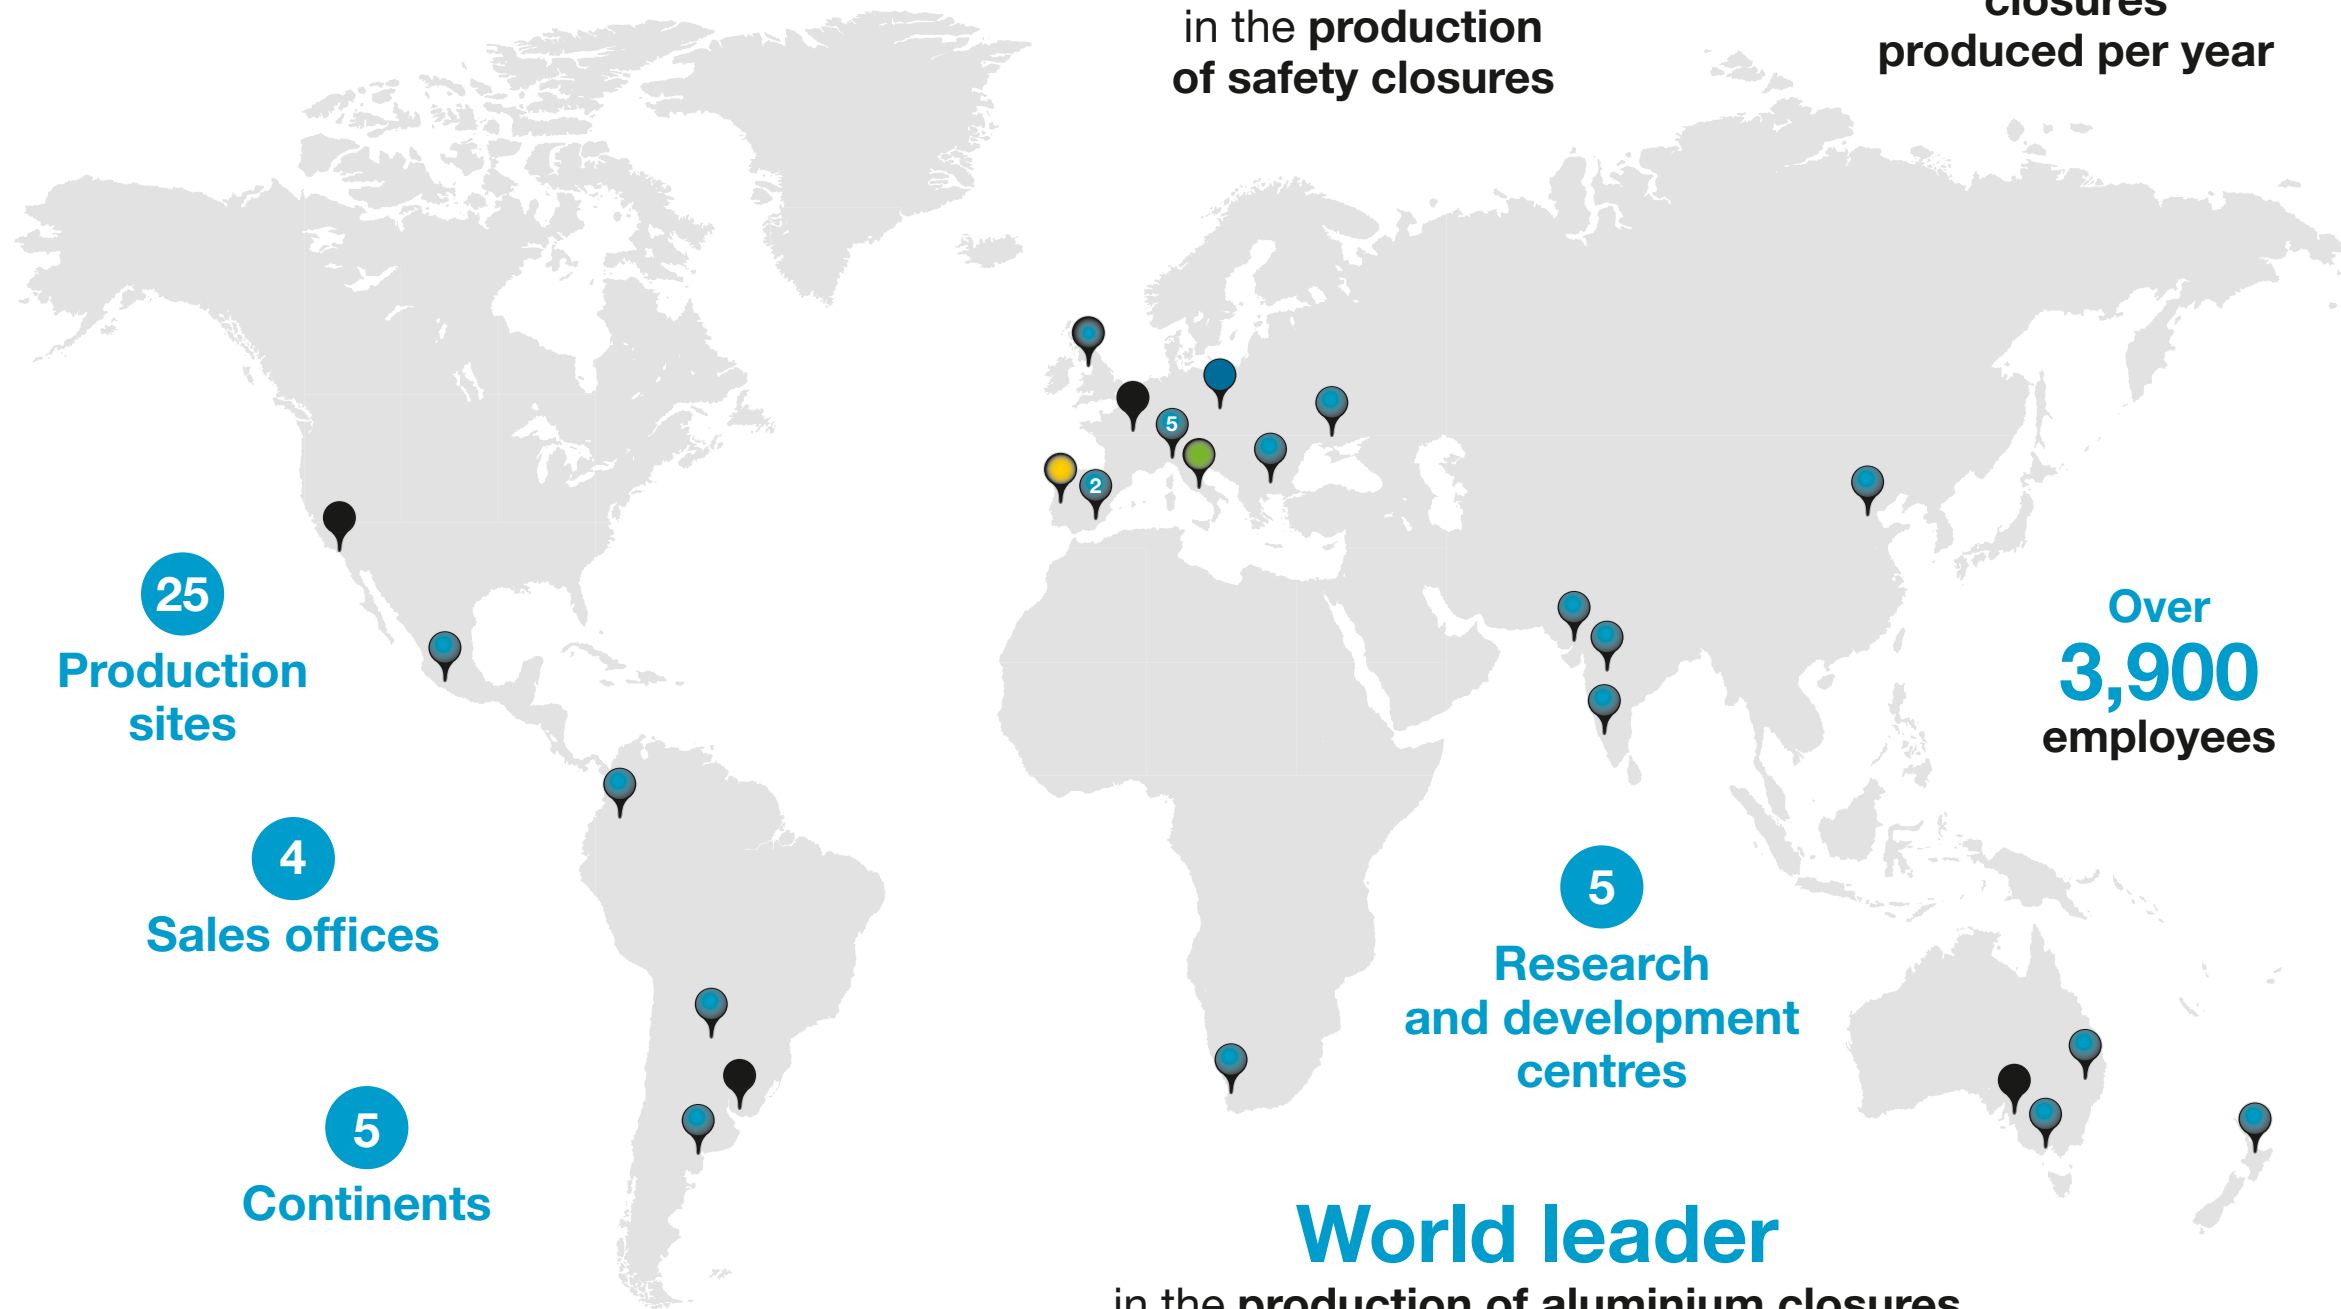 in the production
of safety closures
closures
produced per year
5
2
25
Production
sites
Over
3,900
employees
4
Sales offices
5
Research
and development
centres
5
Continents
World leader
in the production of aluminium closures